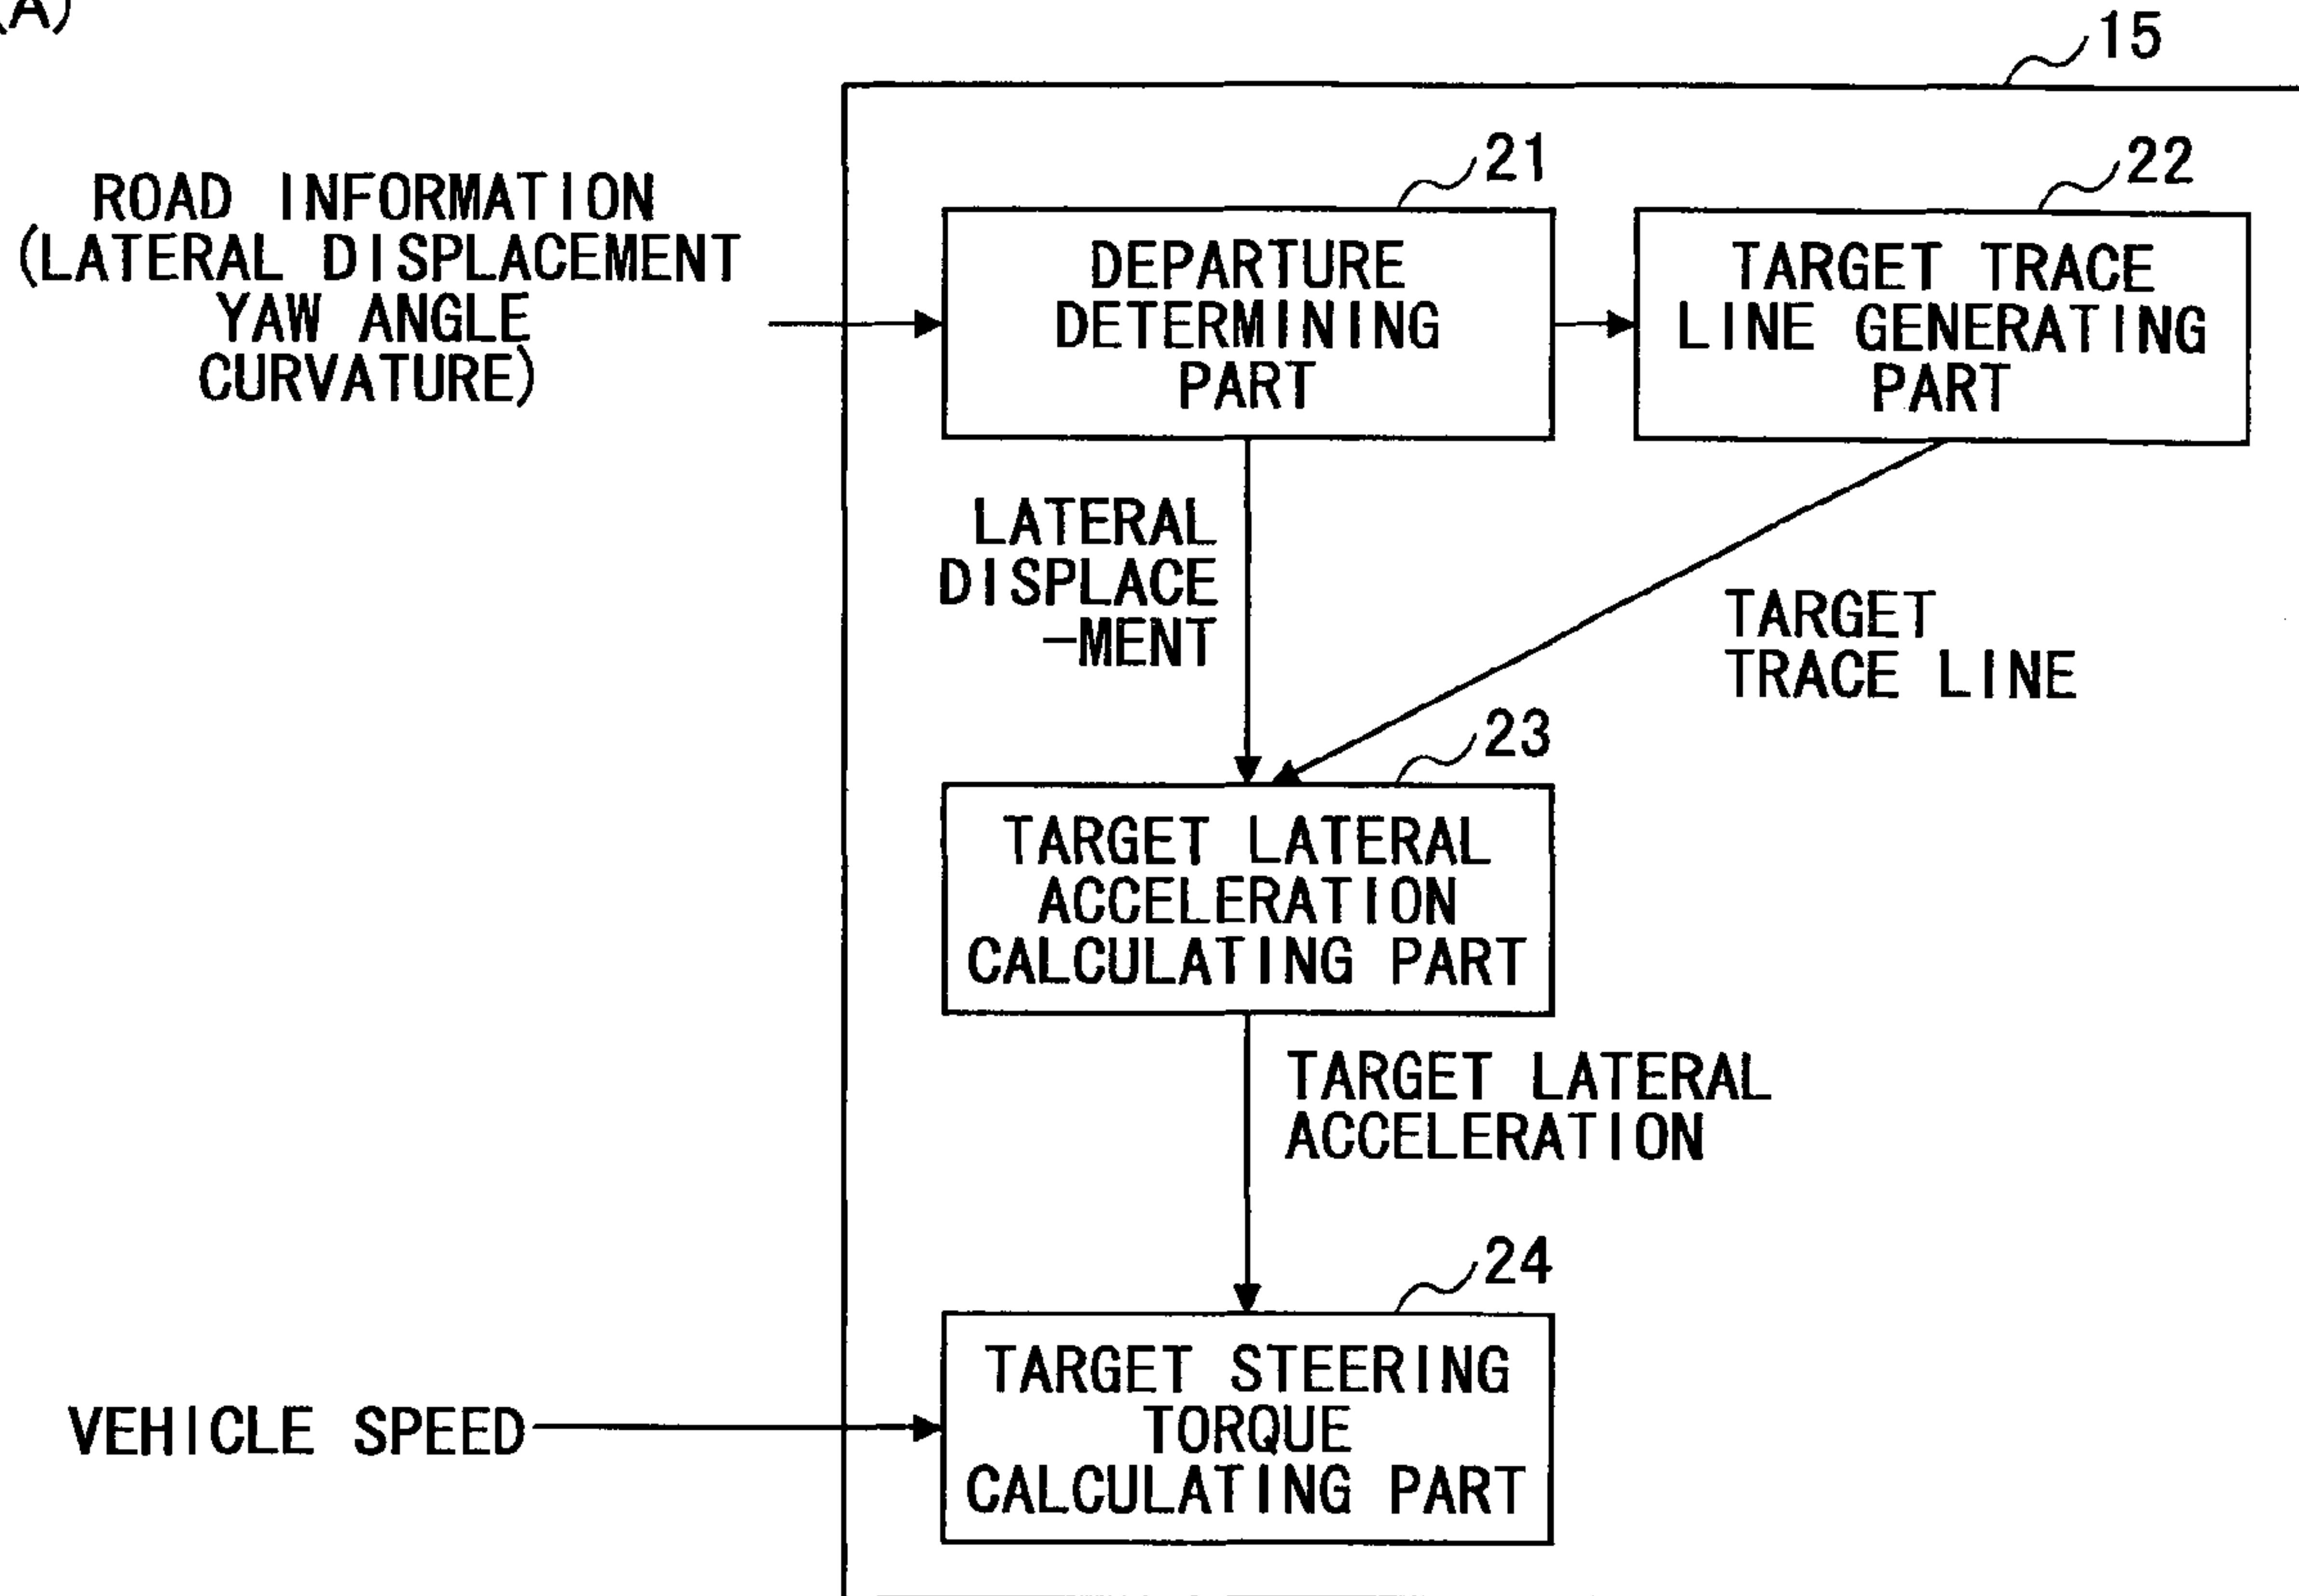 (A)
15
ROAD INFORMATION
(LATERAL DISPLACEMENT
YAW ANGLE
CURVATURE)
21
DEPARTURE
DETERMINING
PART
22
TARGET TRACE
LINE GENERATING
PART
LATERAL
DISPLACE
-MENT
TARGET
TRACE LINE
23
TARGET LATERAL
ACCELERATION
CALCULATING PART
TARGET LATERAL
ACCELERATION
24
VEHICLE SPEED
TARGET STEERING
TORQUE
CALCULATING PART